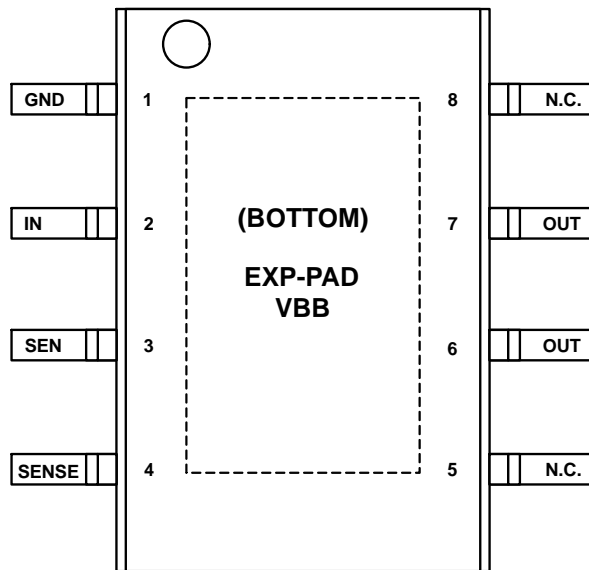 GND 1 8 N.C.
IN 2 (BOTTOM) 7 OUT
EXP-PAD
VBB
SEN 3 6 OUT
SENSE 4 5 N.C.